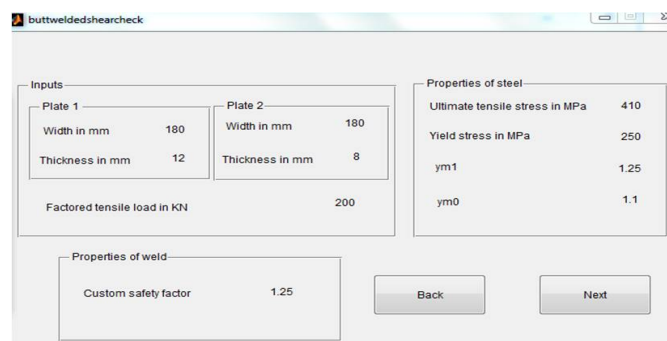 buttweldedshearcheck
Inputs
Plate 1
Width in mm 180
Thickness in mm 12
Plate 2
Width in mm 180
Thickness in mm 8
Factored tensile load in KN 200
Properties of steel
Ultimate tensile stress in MPa 410
Yield stress in MPa 250
ym1 1.25
ym0 1.1
Properties of weld
Custom safety factor 1.25
Back
Next